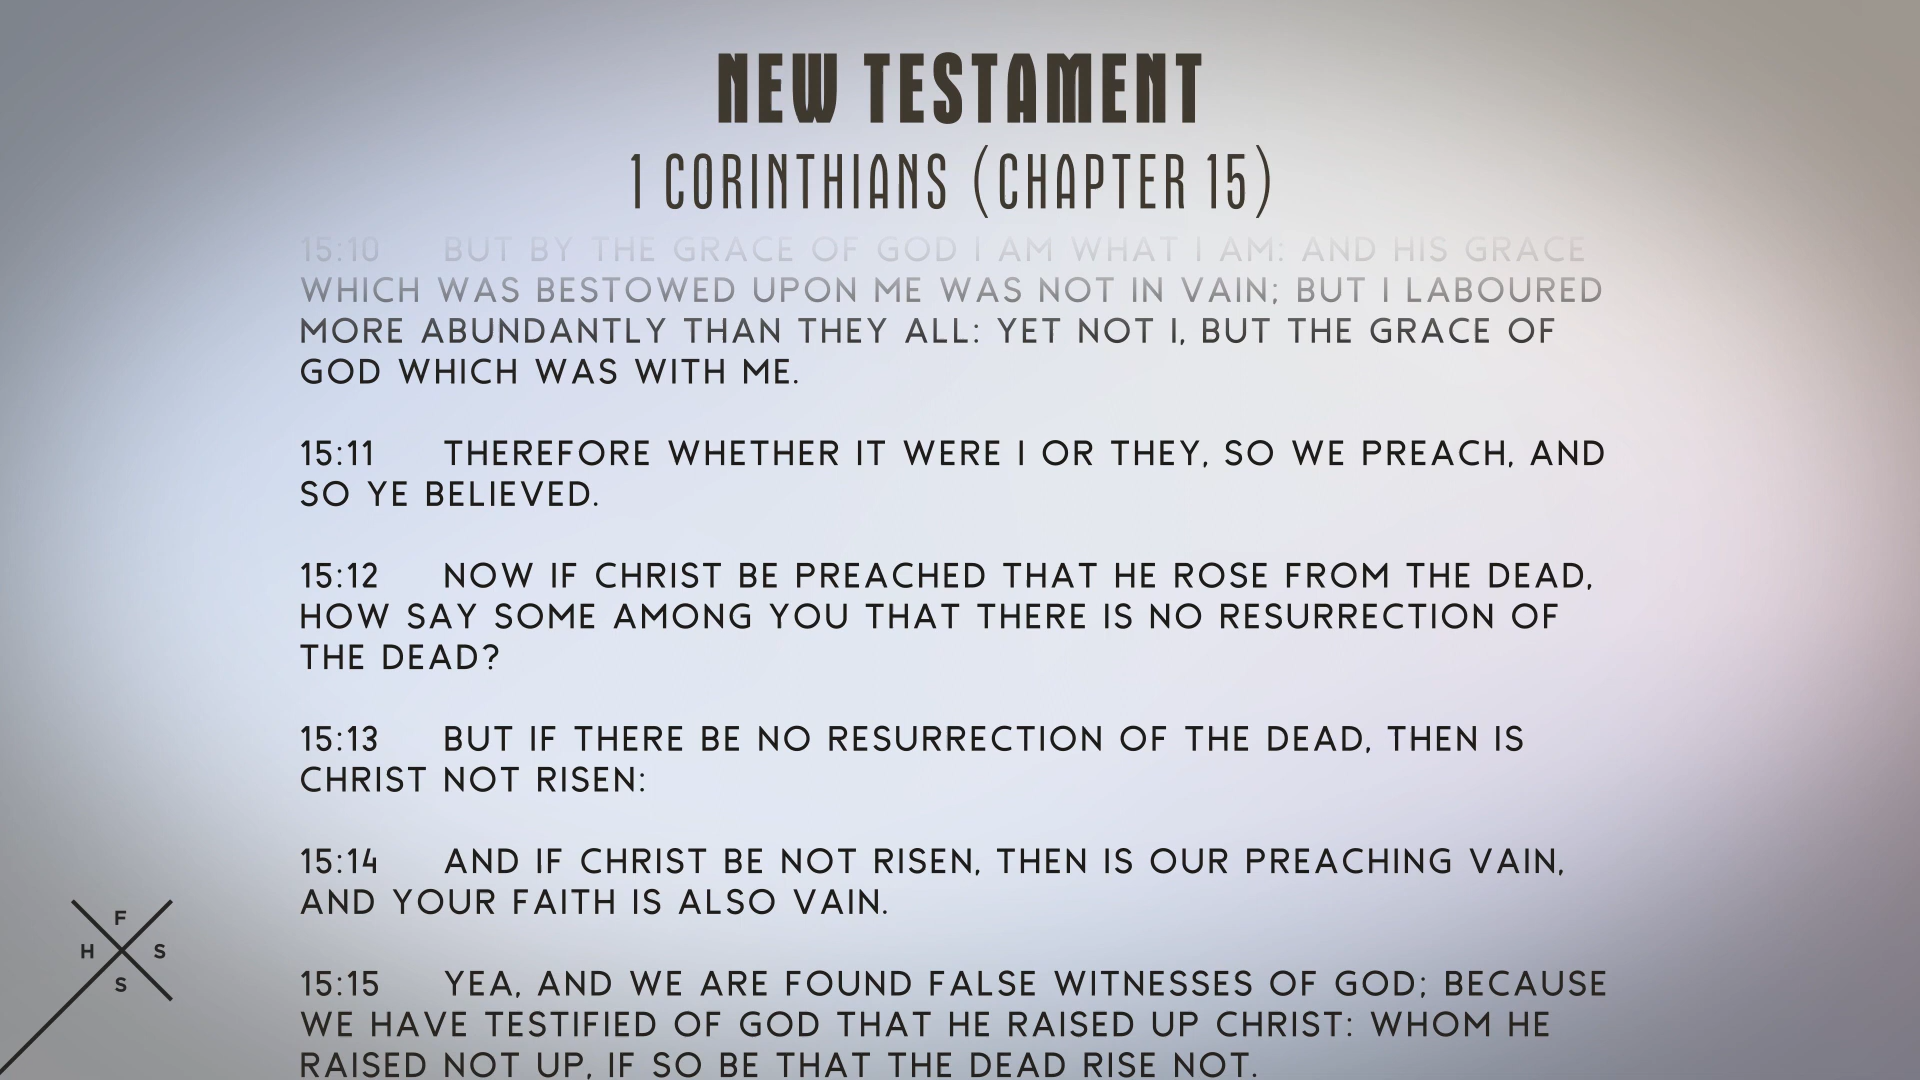 NEW TESTAMENT
1 CORINTHIANS (CHAPTER 15)
15:10 BUT BY THE GRACE OF GOD I AM WHAT I AM: AND HIS GRACE
WHICH WAS BESTOWED UPON ME WAS NOT IN VAIN; BUT I LABOURED
MORE ABUNDANTLY THAN THEY ALL: YET NOT I, BUT THE GRACE OF
GOD WHICH WAS WITH ME.
15:11 THEREFORE WHETHER IT WERE I OR THEY, SO WE PREACH, AND
SO YE BELIEVED.
15:12 NOW IF CHRIST BE PREACHED THAT HE ROSE FROM THE DEAD,
HOW SAY SOME AMONG YOU THAT THERE IS NO RESURRECTION OF
THE DEAD?
15:13 BUT IF THERE BE NO RESURRECTION OF THE DEAD, THEN IS
CHRIST NOT RISEN:
15:14 AND IF CHRIST BE NOT RISEN, THEN IS OUR PREACHING VAIN,
AND YOUR FAITH IS ALSO VAIN.
15:15 YEA, AND WE ARE FOUND FALSE WITNESSES OF GOD; BECAUSE
WE HAVE TESTIFIED OF GOD THAT HE RAISED UP CHRIST: WHOM HE
RAISED NOT UP, IF SO BE THAT THE DEAD RISE NOT.
F
H S
S